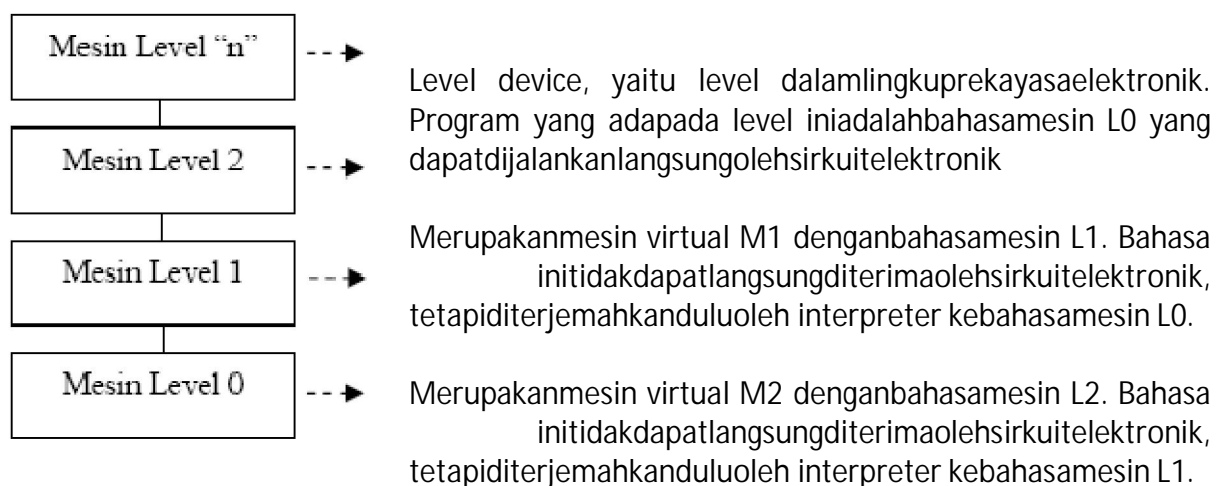 Mesin Level “n”
Mesin Level 2
Mesin Level 1
Mesin Level 0
Level device, yaitu level dalamlingkuprekayasaelektronik.
Program yang adapada level iniadalahbahasamesin L0 yang
dapatdijalankanlangsungolehsirkuitelektronik
Merupakanmesin virtual M1 denganbahasamesin L1. Bahasa
initidakdapatlangsungditerimaolehsirkuitelektronik,
tetapiditerjemahkanduluoleh interpreter kebahasamesin L0.
Merupakanmesin virtual M2 denganbahasamesin L2. Bahasa
initidakdapatlangsungditerimaolehsirkuitelektronik,
tetapiditerjemahkanduluoleh interpreter kebahasamesin L1.